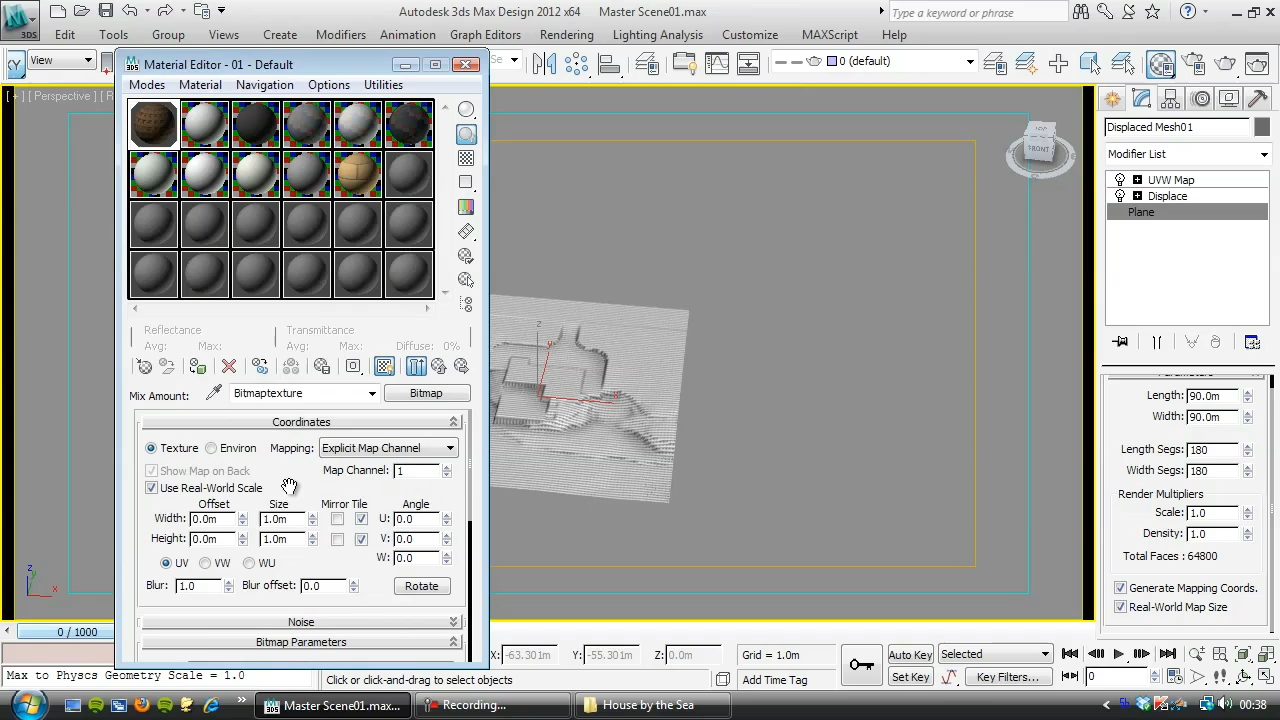 Autodesk 3ds Max Design 2012 x64 Master Scene01.max
Type a keyword or phrase
3DS
Edit Tools Group Views Create Modifiers Animation Graph Editors Rendering Lighting Analysis Customize MAXScript Help
View
Se
0 (default)
[ + ] [ Perspective ] [ R
Material Editor - 01 - Default
Modes Material Navigation Options Utilities
Reflectance Transmittance
Avg: Max: Avg: Max: Diffuse: 0%
Mix Amount: Bitmaptexture Bitmap
Coordinates
Texture Environ Mapping: Explicit Map Channel
Show Map on Back Map Channel: 1
Use Real-World Scale
Offset Size Mirror Tile Angle
Width: 0.0m 1.0m U: 0.0
Height: 0.0m 1.0m V: 0.0
W: 0.0
UV VW WU
Blur: 1.0 Blur offset: 0.0 Rotate
Noise
Bitmap Parameters
z
y
x
TOP
FRONT
Displaced Mesh01
Modifier List
UVW Map
Displace
Plane
Parameters
Length: 90.0m
Width: 90.0m
Length Segs: 180
Width Segs: 180
Render Multipliers
Scale: 1.0
Density: 1.0
Total Faces : 64800
Generate Mapping Coords.
Real-World Map Size
z
y
x
0 / 1000
X: -63.301m Y: -55.301m Z: 0.0m Grid = 1.0m Auto Key Selected
Max to Physcs Geometry Scale = 1.0 Click or click-and-drag to select objects Add Time Tag Set Key Key Filters... 0
Master Scene01.max... Recording... House by the Sea 00:38